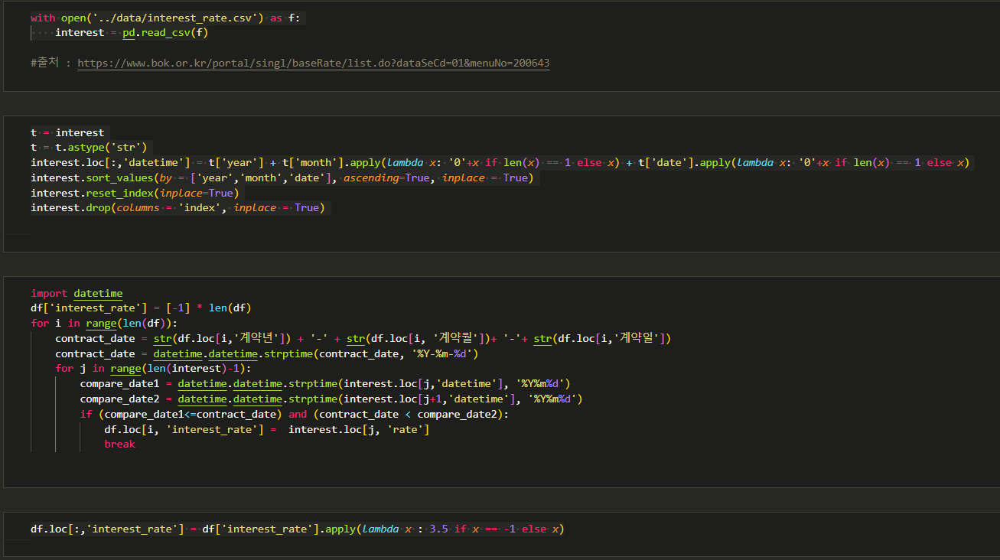 with open('../data/interest_rate.csv') as f:
    interest = pd.read_csv(f)
#출처 : https://www.bok.or.kr/portal/singl/baseRate/list.do?dataSeCd=01&menuNo=200643
t = interest
t = t.astype('str')
interest.loc[:,'datetime'] = t['year'] + t['month'].apply(lambda x: '0'+x if len(x) == 1 else x) + t['date'].apply(lambda x: '0'+x if len(x) == 1 else x)
interest.sort_values(by = ['year','month','date'], ascending=True, inplace = True)
interest.reset_index(inplace=True)
interest.drop(columns = 'index', inplace = True)
import datetime
df['interest_rate'] = [-1] * len(df)
for i in range(len(df)):
    contract_date = str(df.loc[i,'계약년']) + '-' + str(df.loc[i, '계약월'])+ '-'+ str(df.loc[i,'계약일'])
    contract_date = datetime.datetime.strptime(contract_date, '%Y-%m-%d')
    for j in range(len(interest)-1):
        compare_date1 = datetime.datetime.strptime(interest.loc[j,'datetime'], '%Y%m%d')
        compare_date2 = datetime.datetime.strptime(interest.loc[j+1,'datetime'], '%Y%m%d')
        if (compare_date1<=contract_date) and (contract_date < compare_date2):
            df.loc[i, 'interest_rate'] =  interest.loc[j, 'rate']
            break
df.loc[:,'interest_rate'] = df['interest_rate'].apply(lambda x : 3.5 if x == -1 else x)